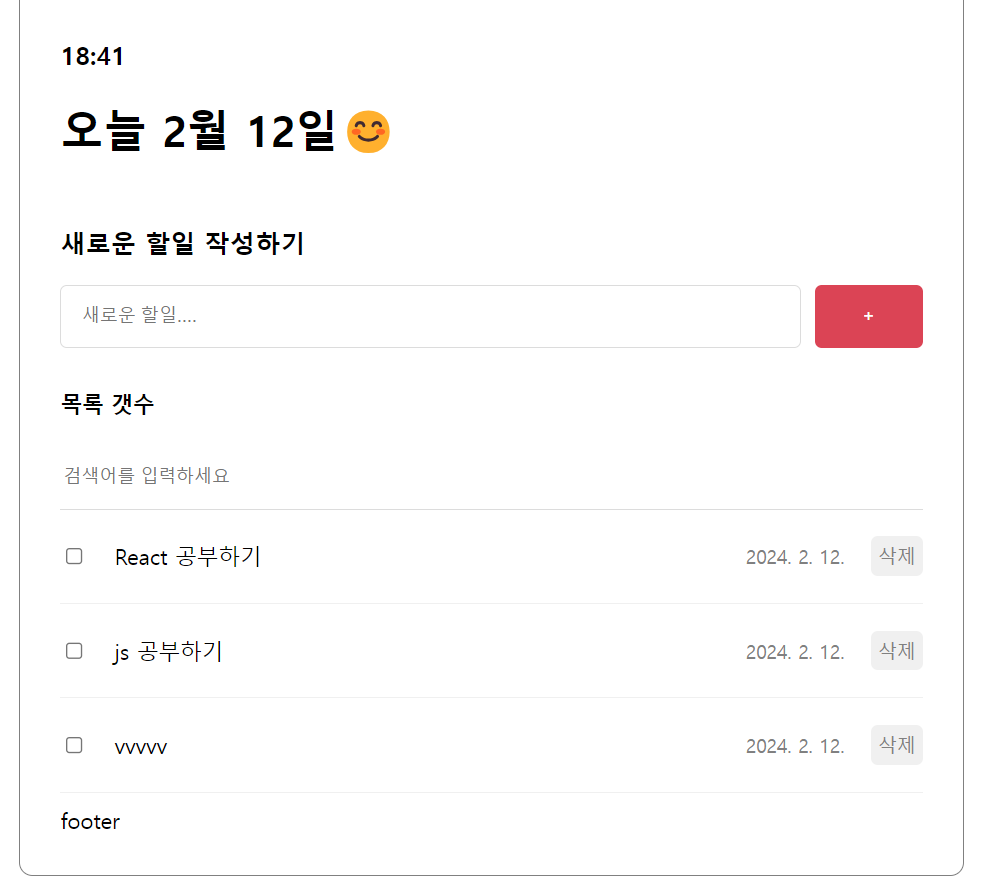 18:41
오늘 2월 12일😊
새로운 할일 작성하기
새로운 할일....
+
목록 갯수
검색어를 입력하세요
React 공부하기 2024. 2. 12. 삭제
js 공부하기 2024. 2. 12. 삭제
vvvvv 2024. 2. 12. 삭제
footer